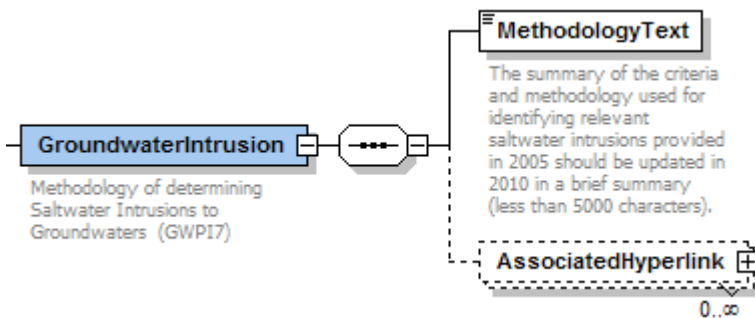 MethodologyText
The summary of the criteria
and methodology used for
identifying relevant
saltwater intrusions provided
in 2005 should be updated in
2010 in a brief summary
(less than 5000 characters).
GroundwaterIntrusion
Methodology of determining
Saltwater Intrusions to
Groundwaters (GWPI7)
AssociatedHyperlink
0..∞